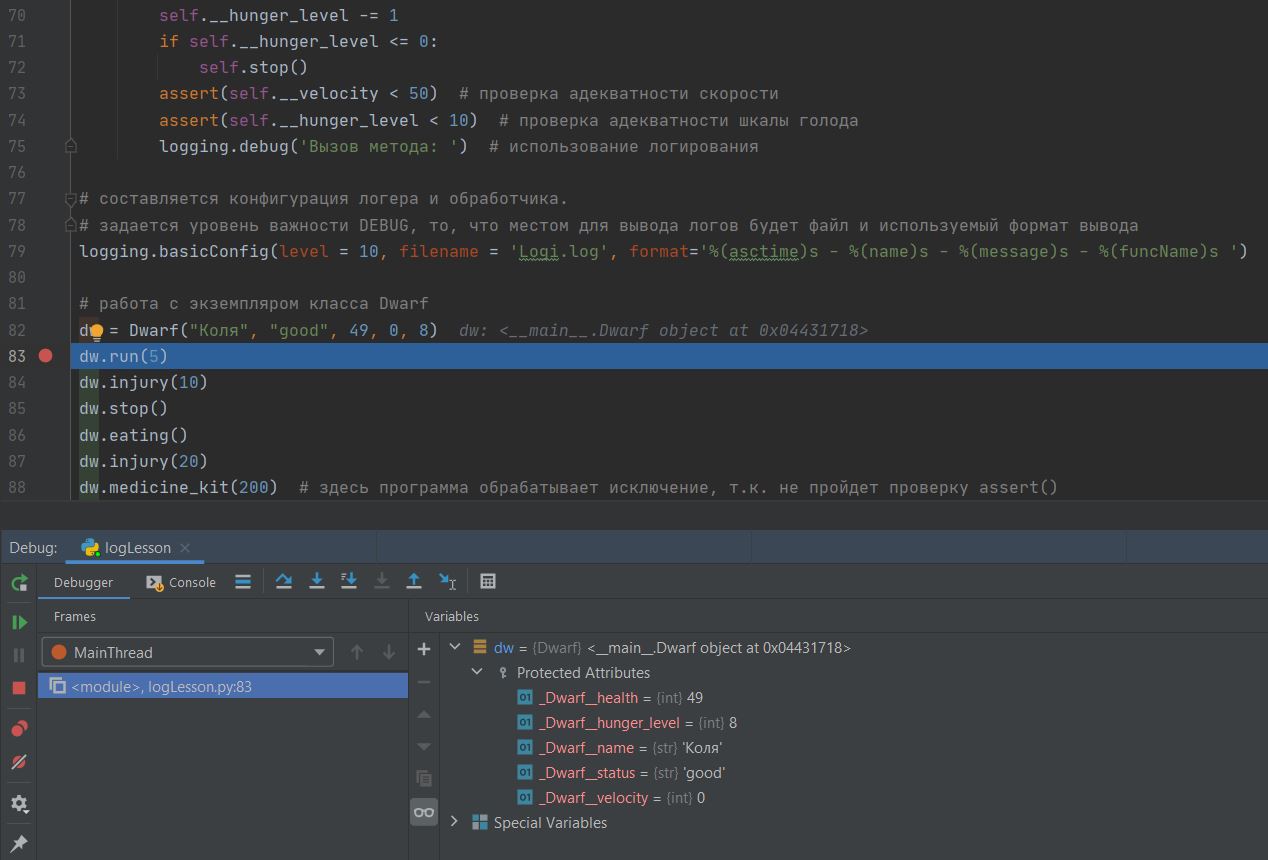 70 self.__hunger_level -= 1
71 if self.__hunger_level <= 0:
72 self.stop()
73 assert(self.__velocity < 50)  # проверка адекватности скорости
74 assert(self.__hunger_level < 10)  # проверка адекватности шкалы голода
75 logging.debug('Вызов метода: ')  # использование логирования
76
77 # составляется конфигурация логера и обработчика.
78 # задается уровень важности DEBUG, то, что местом для вывода логов будет файл и используемый формат вывода
79 logging.basicConfig(level = 10, filename = 'Logi.log', format='%(asctime)s - %(name)s - %(message)s - %(funcName)s ')
80
81 # работа с экземпляром класса Dwarf
82 dw = Dwarf("Коля", "good", 49, 0, 8)  dw: <__main__.Dwarf object at 0x04431718>
83 dw.run(5)
84 dw.injury(10)
85 dw.stop()
86 dw.eating()
87 dw.injury(20)
88 dw.medicine_kit(200)  # здесь программа обрабатывает исключение, т.к. не пройдет проверку assert()
Debug: logLesson
Debugger Console
Frames Variables
MainThread
<module>, logLesson.py:83
dw = {Dwarf} <__main__.Dwarf object at 0x04431718>
Protected Attributes
01 _Dwarf__health = {int} 49
01 _Dwarf__hunger_level = {int} 8
01 _Dwarf__name = {str} 'Коля'
01 _Dwarf__status = {str} 'good'
01 _Dwarf__velocity = {int} 0
Special Variables